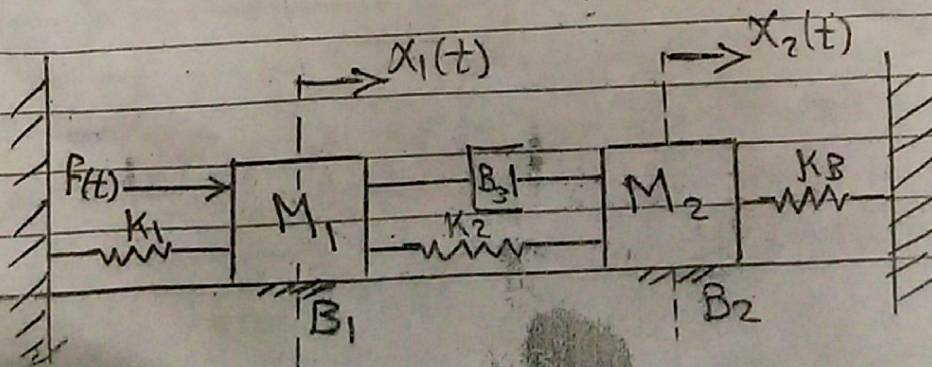 x₁(t)
x₂(t)
f(t)
K₁
M₁
B₃
K₂
M₂
KB
B₁
B₂